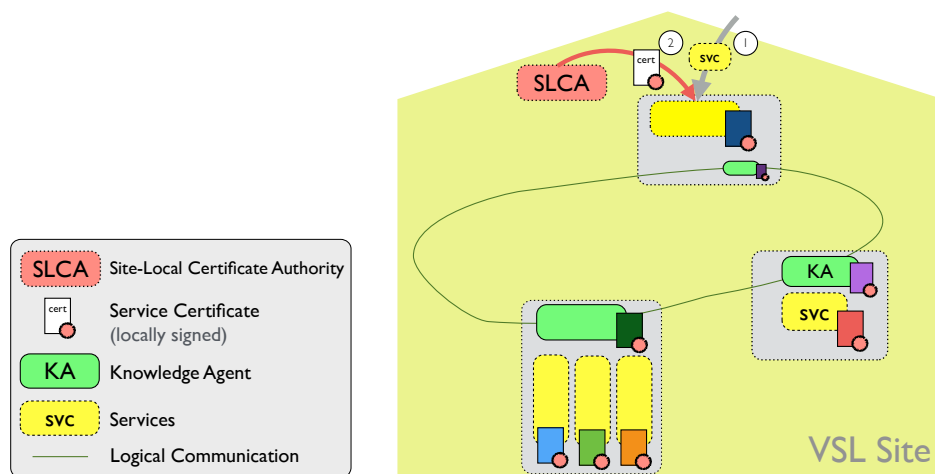 cert
2
svc
1
SLCA
KA
svc
SLCA Site-Local Certificate Authority
cert
Service Certificate
(locally signed)
KA Knowledge Agent
svc Services
Logical Communication
VSL Site